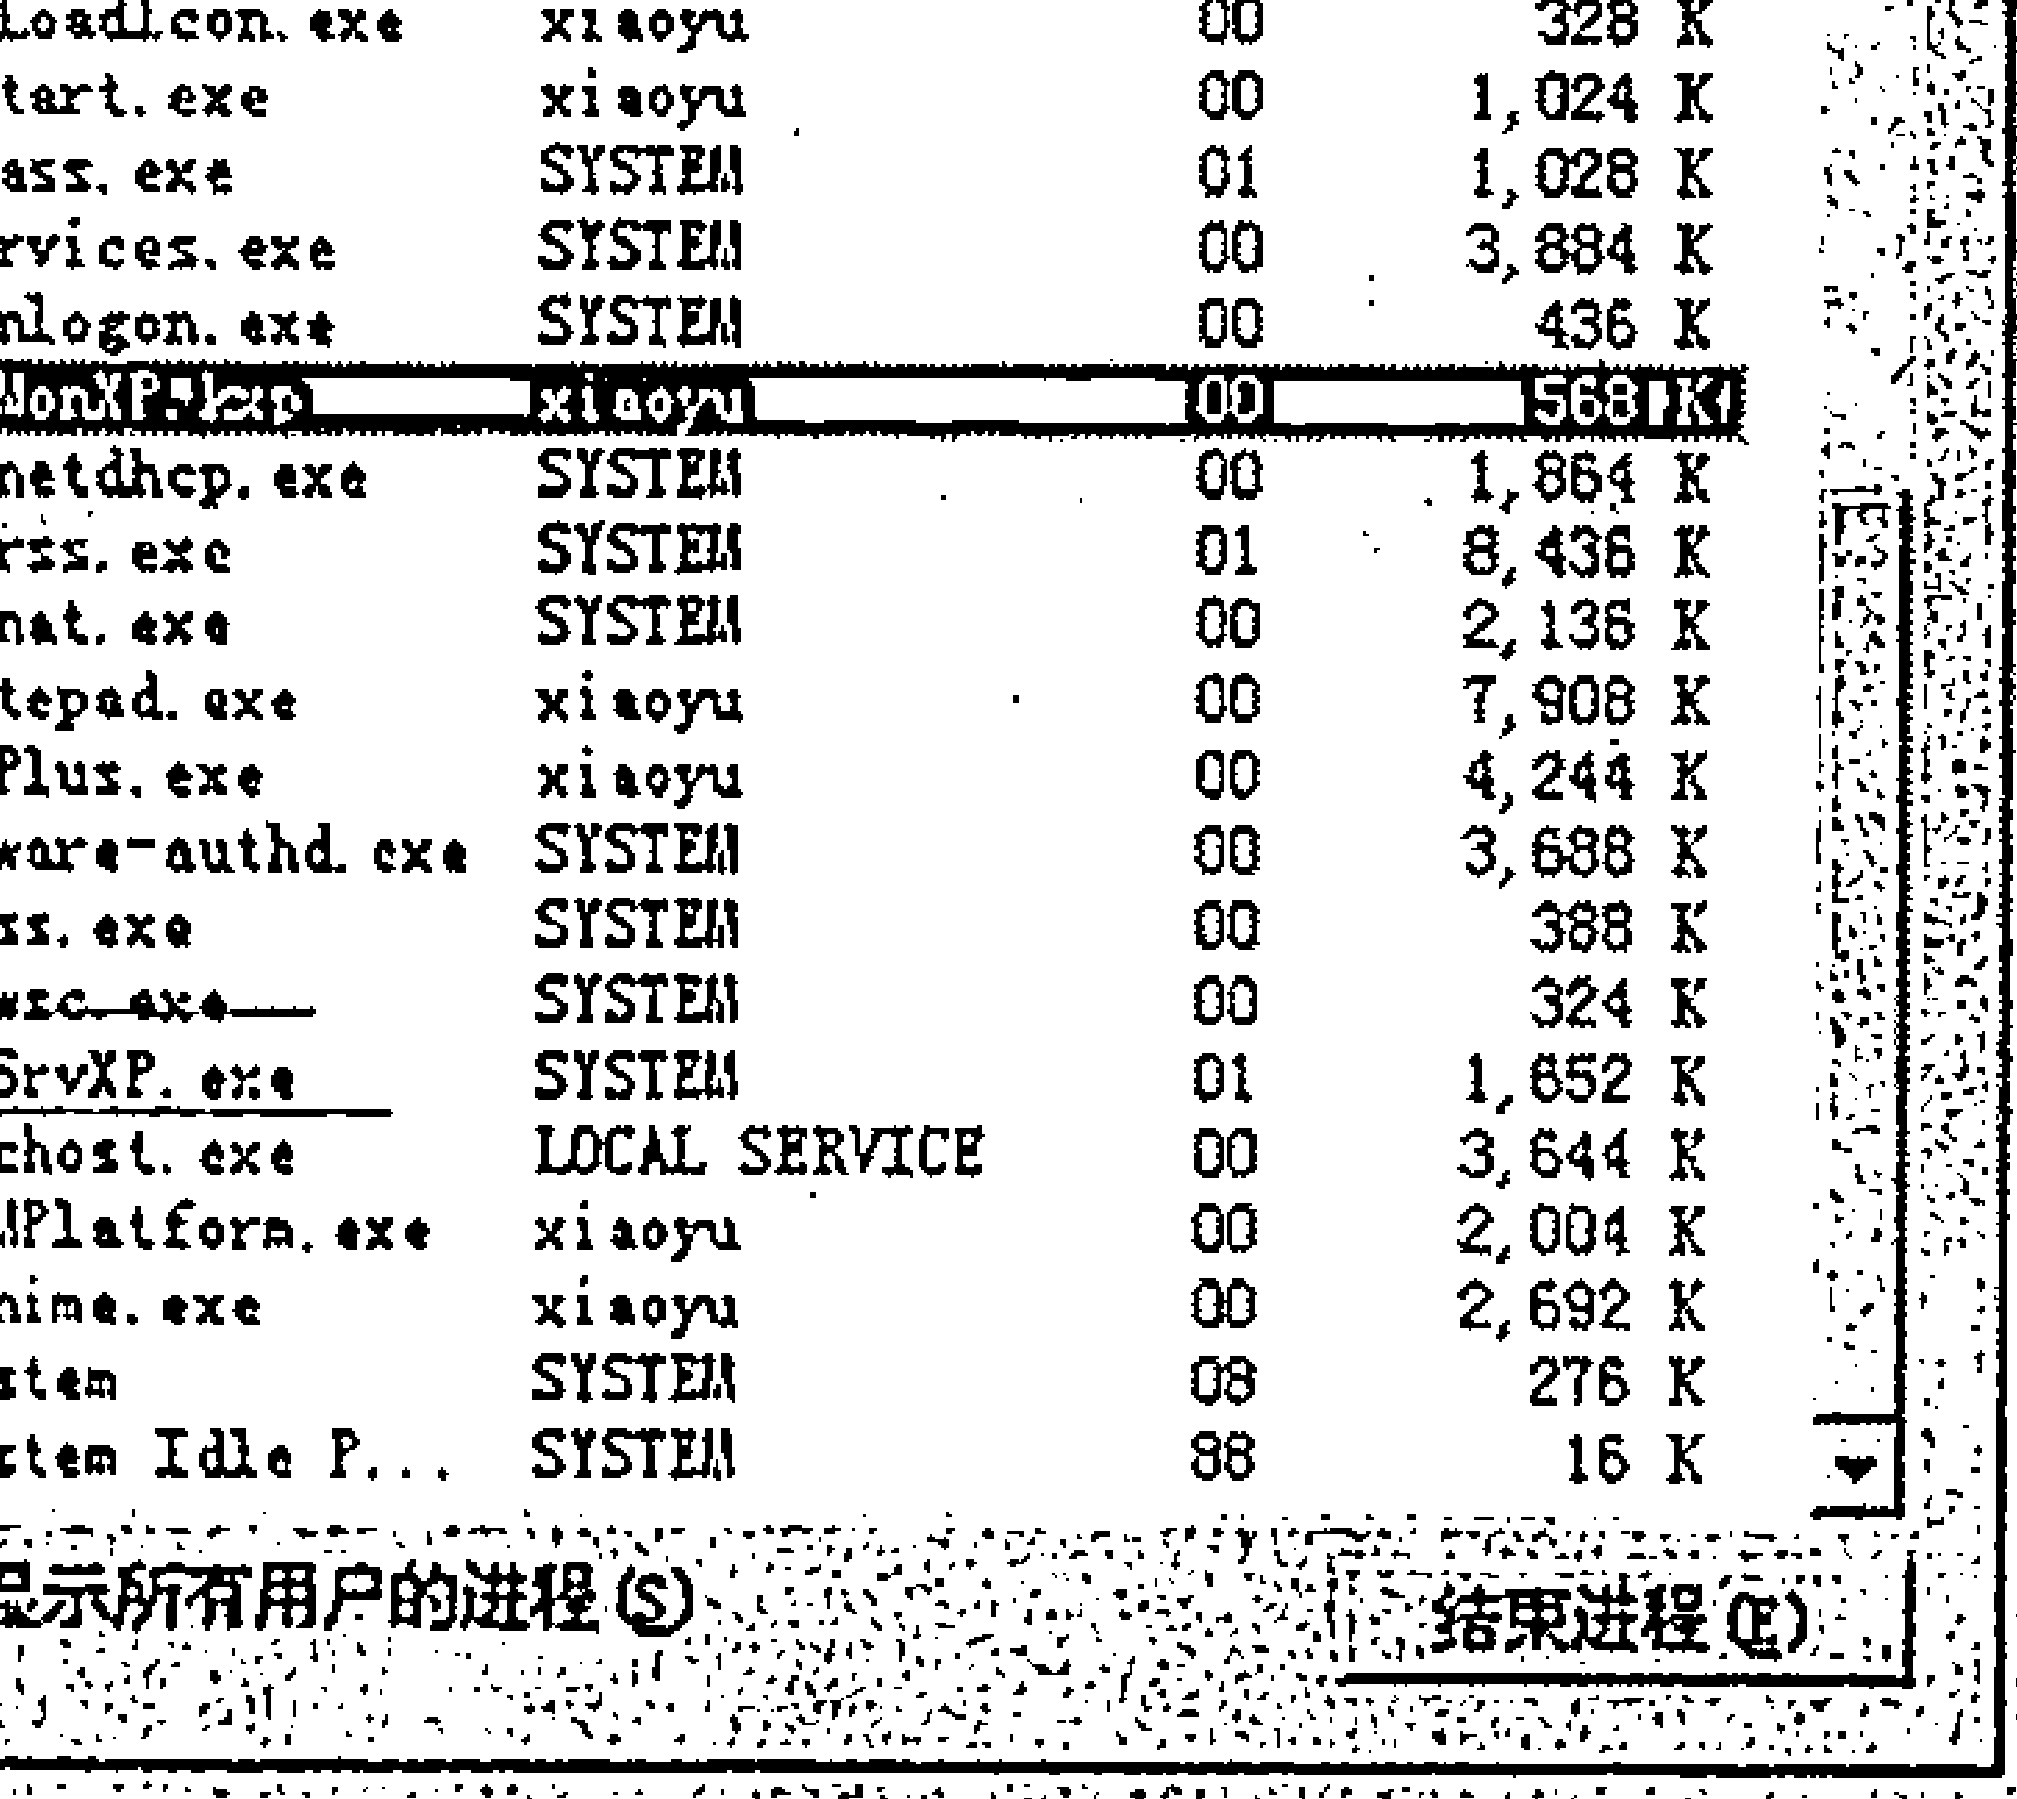 LoadIcon.exe xiaoyu 00 328 K
tart.exe xiaoyu 00 1,024 K
ass.exe SYSTEM 01 1,028 K
rvices.exe SYSTEM 00 3,884 K
nlogon.exe SYSTEM 00 436 K
xiaoyu 00 568 K
netdhcp.exe SYSTEM 00 1,864 K
rss.exe SYSTEM 01 8,436 K
nat.exe SYSTEM 00 2,136 K
tepad.exe xiaoyu 00 7,908 K
Plus.exe xiaoyu 00 4,244 K
ware-authd.exe SYSTEM 00 3,688 K
ss.exe SYSTEM 00 388 K
wsc.exe SYSTEM 00 324 K
SrvXP.exe SYSTEM 01 1,652 K
chost.exe LOCAL SERVICE 00 3,644 K
MPlatform.exe xiaoyu 00 2,004 K
nime.exe xiaoyu 00 2,692 K
stem SYSTEM 08 276 K
stem Idle P... SYSTEM 88 16 K
显示所有用户的进程(S) 结束进程(E)